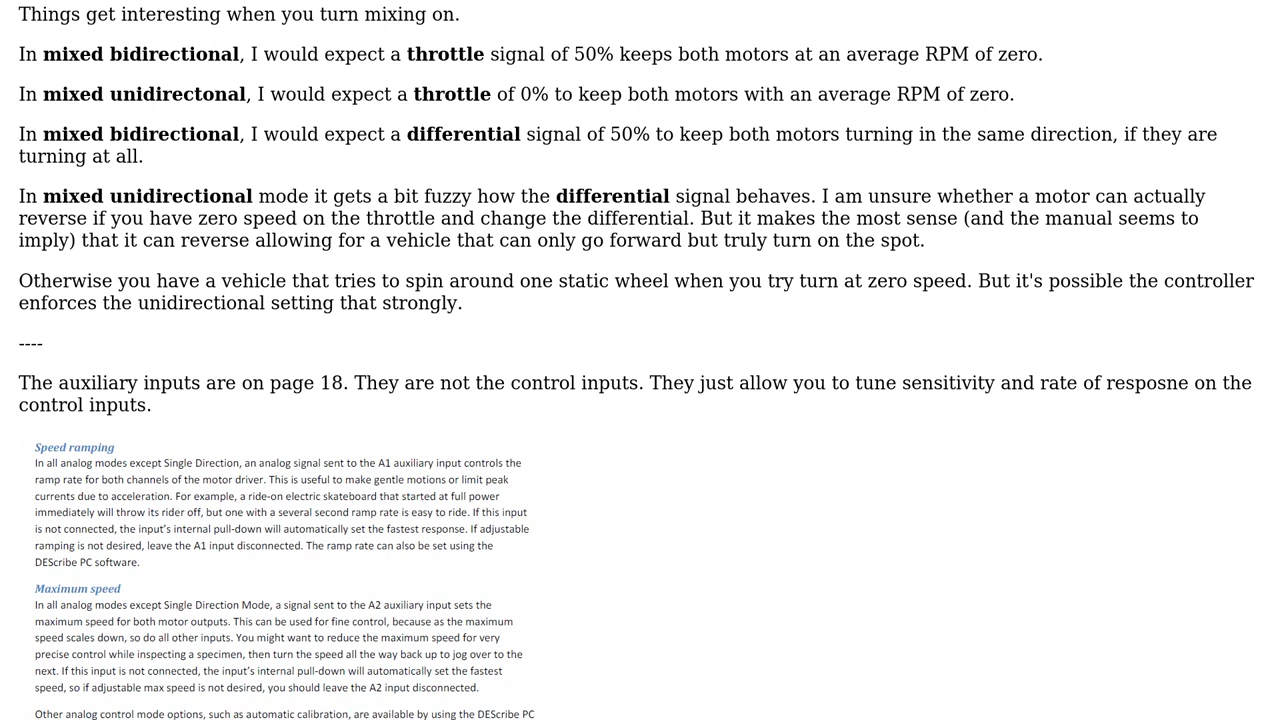 Things get interesting when you turn mixing on.
In mixed bidirectional, I would expect a throttle signal of 50% keeps both motors at an average RPM of zero.
In mixed unidirectonal, I would expect a throttle of 0% to keep both motors with an average RPM of zero.
In mixed bidirectional, I would expect a differential signal of 50% to keep both motors turning in the same direction, if they are
turning at all.
In mixed unidirectional mode it gets a bit fuzzy how the differential signal behaves. I am unsure whether a motor can actually
reverse if you have zero speed on the throttle and change the differential. But it makes the most sense (and the manual seems to
imply) that it can reverse allowing for a vehicle that can only go forward but truly turn on the spot.
Otherwise you have a vehicle that tries to spin around one static wheel when you try turn at zero speed. But it's possible the controller
enforces the unidirectional setting that strongly.
----
The auxiliary inputs are on page 18. They are not the control inputs. They just allow you to tune sensitivity and rate of resposne on the
control inputs.
Speed ramping
In all analog modes except Single Direction, an analog signal sent to the A1 auxiliary input controls the
ramp rate for both channels of the motor driver. This is useful to make gentle motions or limit peak
currents due to acceleration. For example, a ride-on electric skateboard that started at full power
immediately will throw its rider off, but one with a several second ramp rate is easy to ride. If this input
is not connected, the input's internal pull-down will automatically set the fastest response. If adjustable
ramping is not desired, leave the A1 input disconnected. The ramp rate can also be set using the
DEScribe PC software.
Maximum speed
In all analog modes except Single Direction Mode, a signal sent to the A2 auxiliary input sets the
maximum speed for both motor outputs. This can be used for fine control, because as the maximum
speed scales down, so do all other inputs. You might want to reduce the maximum speed for very
precise control while inspecting a specimen, then turn the speed all the way back up to jog over to the
next. If this input is not connected, the input's internal pull-down will automatically set the fastest
speed, so if adjustable max speed is not desired, you should leave the A2 input disconnected.
Other analog control mode options, such as automatic calibration, are available by using the DEScribe PC